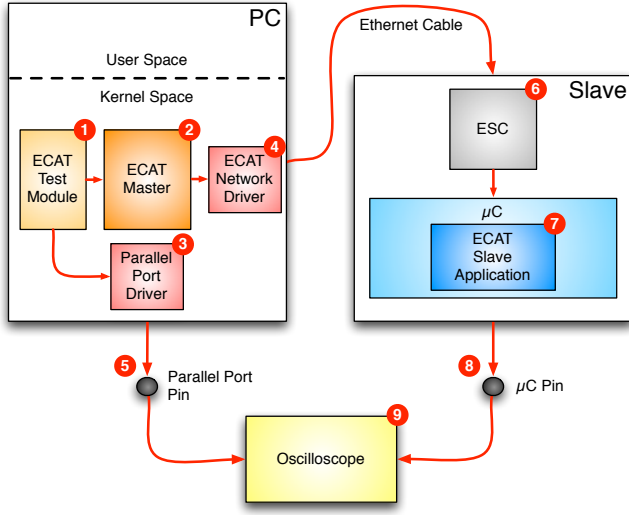 PC
Ethernet Cable
User Space
Kernel Space
Slave
6
ESC
1
2
4
ECAT
Test
Module
ECAT
Master
ECAT
Network
Driver
µC
7
ECAT
Slave
Application
3
Parallel
Port
Driver
5
Parallel Port
Pin
8
µC Pin
9
Oscilloscope